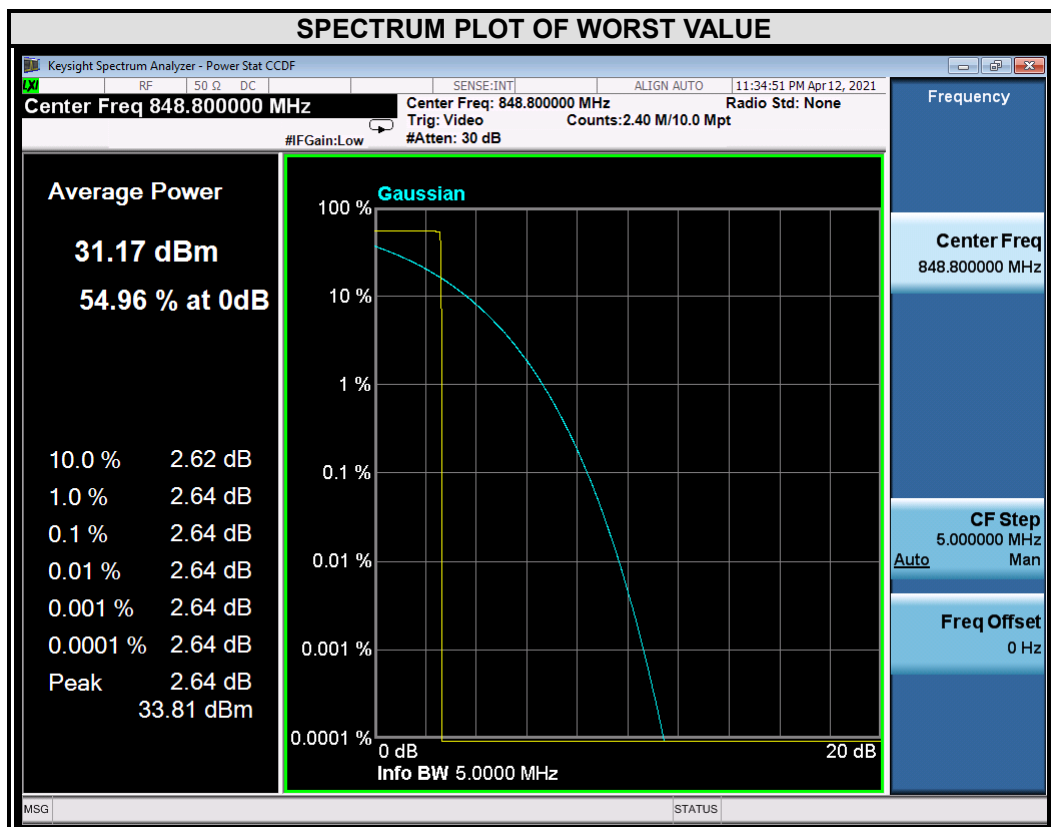 SPECTRUM PLOT OF WORST VALUE
Keysight Spectrum Analyzer - Power Stat CCDF
LXI RF 50 Ω DC SENSE:INT ALIGN AUTO 11:34:51 PM Apr 12, 2021
Center Freq 848.800000 MHz
Center Freq: 848.800000 MHz Radio Std: None
Trig: Video Counts:2.40 M/10.0 Mpt
#IFGain:Low #Atten: 30 dB
Average Power
31.17 dBm
54.96 % at 0dB
10.0 % 2.62 dB
1.0 % 2.64 dB
0.1 % 2.64 dB
0.01 % 2.64 dB
0.001 % 2.64 dB
0.0001 % 2.64 dB
Peak 2.64 dB
33.81 dBm
Gaussian
100 %
10 %
1 %
0.1 %
0.01 %
0.001 %
0.0001 %
0 dB 20 dB
Info BW 5.0000 MHz
Frequency
Center Freq
848.800000 MHz
CF Step
5.000000 MHz
Auto Man
Freq Offset
0 Hz
MSG STATUS